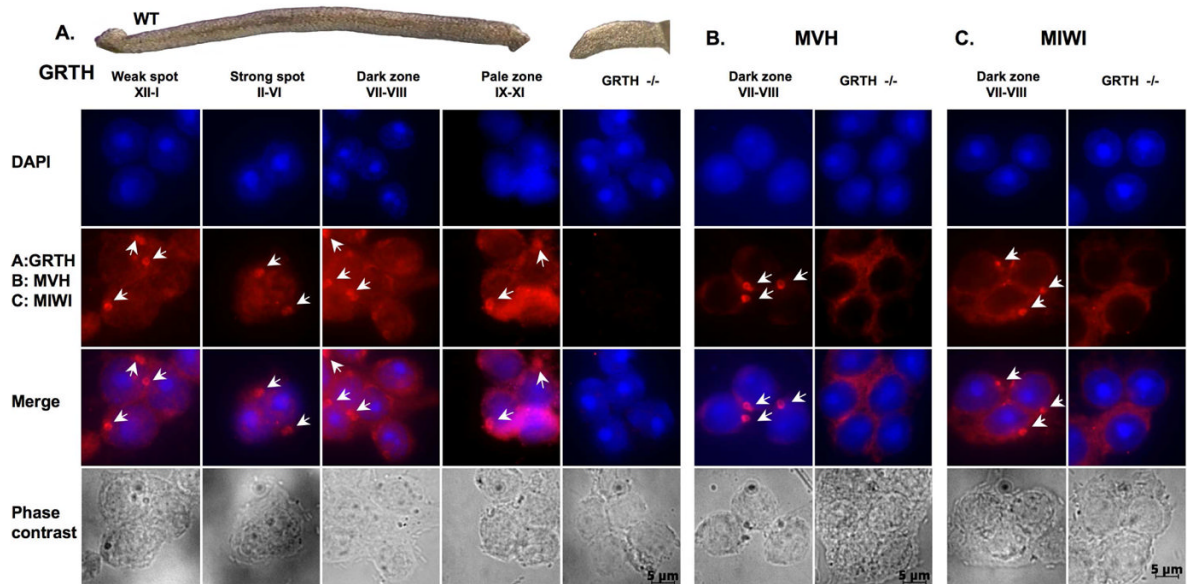 A.
WT
B. MVH
C. MIWI
GRTH
Weak spot
XII-I
Strong spot
II-VI
Dark zone
VII-VIII
Pale zone
IX-XI
GRTH -/-
Dark zone
VII-VIII
GRTH -/-
Dark zone
VII-VIII
GRTH -/-
DAPI
A:GRTH
B: MVH
C: MIWI
Merge
Phase
contrast
5 µm
5 µm
5 µm